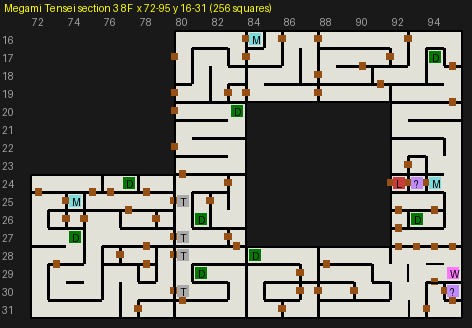 Megami Tensei section 3 8F x 72-95 y 16-31 (256 squares)
72 74 76 78 80 82 84 86 88 90 92 94
16 M
17 D
18
19
20 D
21
22
23
24 D L ? M
25 M T
26 D D
27 D T
28 T D
29 D W
30 T ?
31